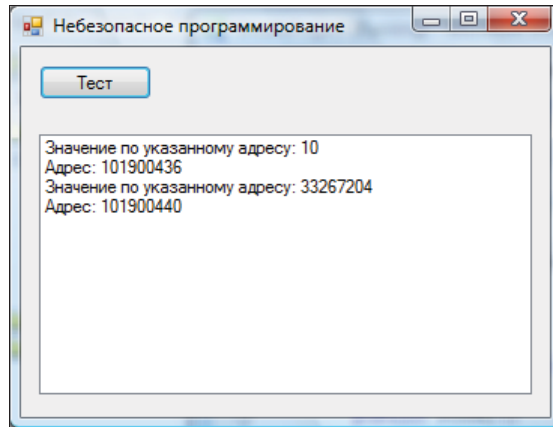 Небезопасное программирование
Тест
Значение по указанному адресу: 10
Адрес: 101900436
Значение по указанному адресу: 33267204
Адрес: 101900440